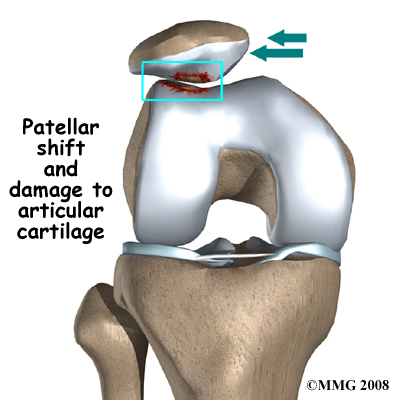 Patellar
shift
and
damage to
articular
cartilage
©MMG 2008